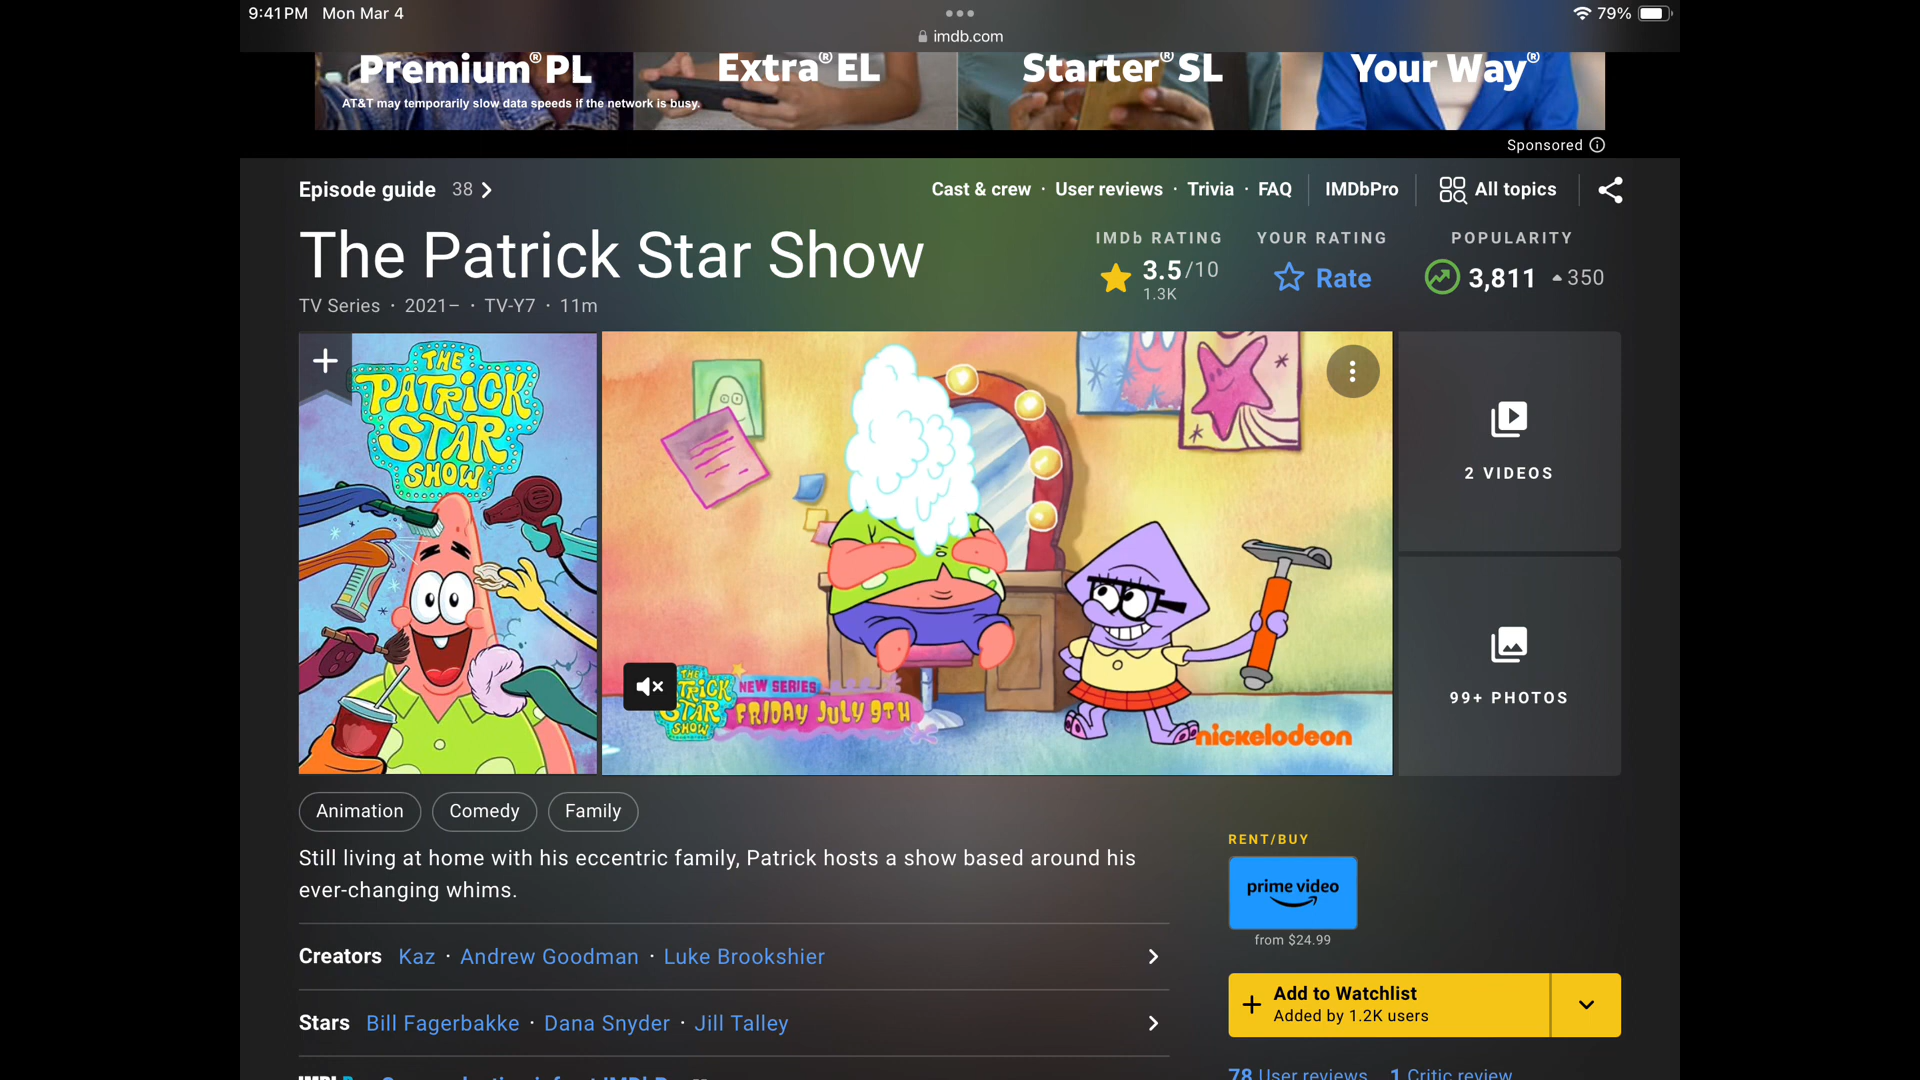 9:41 PM Mon Mar 4
79%
imdb.com
Premium® PL
Extra® EL
Starter® SL
Your Way®
AT&T may temporarily slow data speeds if the network is busy.
Sponsored
Episode guide 38
Cast & crew · User reviews · Trivia · FAQ
IMDbPro
All topics
The Patrick Star Show
TV Series · 2021– · TV-Y7 · 11m
IMDb RATING
3.5/10
1.3K
YOUR RATING
Rate
POPULARITY
3,811
350
THE
PATRICK
STAR
SHOW
THE
TRICK
STAR
SHOW
NEW SERIES
FRIDAY JULY 9TH
nickelodeon
2 VIDEOS
99+ PHOTOS
Animation
Comedy
Family
Still living at home with his eccentric family, Patrick hosts a show based around his
ever-changing whims.
Creators Kaz · Andrew Goodman · Luke Brookshier
Stars Bill Fagerbakke · Dana Snyder · Jill Talley
RENT/BUY
prime video
from $24.99
Add to Watchlist
Added by 1.2K users
78 User reviews
1 Critic review